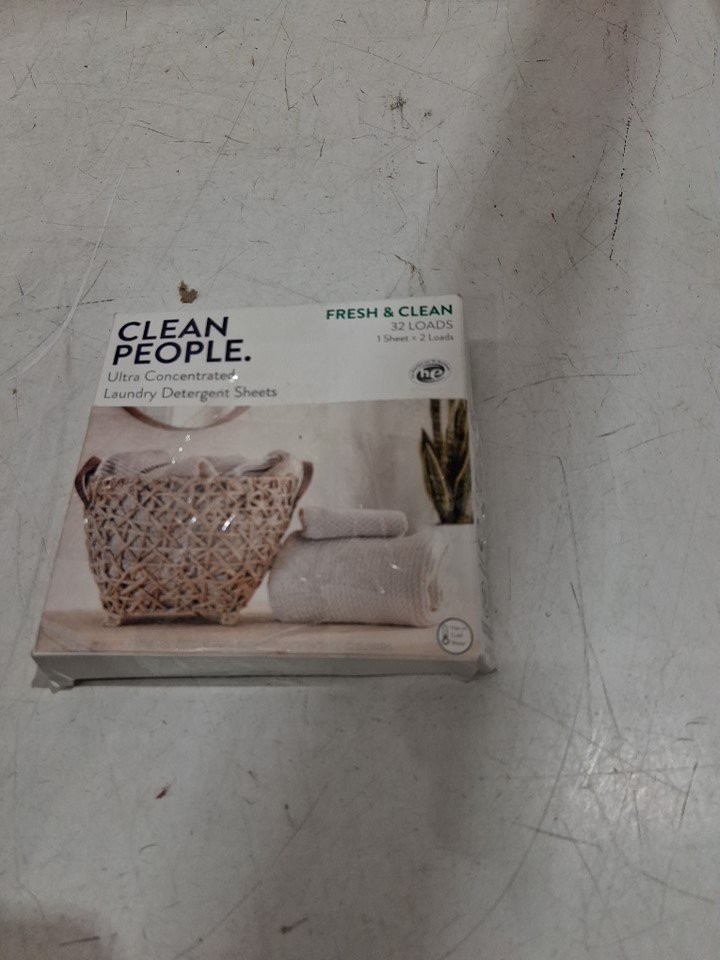 CLEAN
PEOPLE.
Ultra Concentrated
Laundry Detergent Sheets
FRESH & CLEAN
32 LOADS
1 Sheet = 2 Loads
he